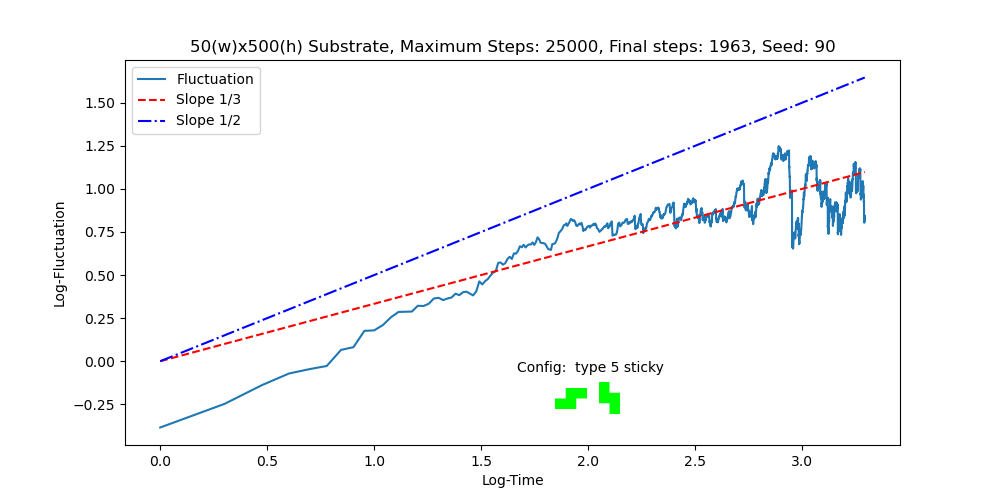 50(w)x500(h) Substrate, Maximum Steps: 25000, Final steps: 1963, Seed: 90
Fluctuation
Slope 1/3
Slope 1/2
1.50
1.25
1.00
0.75
0.50
0.25
0.00
−0.25
Log-Fluctuation
Config:  type 5 sticky
0.0 0.5 1.0 1.5 2.0 2.5 3.0
Log-Time